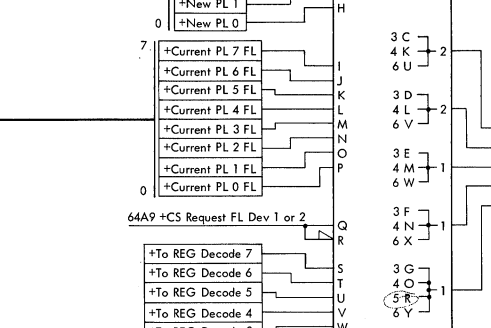 +New PL 1
H
0 +New PL 0
3 C
7 +Current PL 7 FL
4 K 2
6 U
I
+Current PL 6 FL
J
+Current PL 5 FL
K
3 D
+Current PL 4 FL
L
4 L 2
+Current PL 3 FL
M
6 V
+Current PL 2 FL
N
O
3 E
+Current PL 1 FL
P
4 M 1
0 +Current PL 0 FL
6 W
3 F
64A9 +CS Request FL Dev 1 or 2
Q
4 N 1
R
6 X
+To REG Decode 7
S
3 G
+To REG Decode 6
T
4 O
1
+To REG Decode 5
U
5 R
+To REG Decode 4
V
6 Y
W